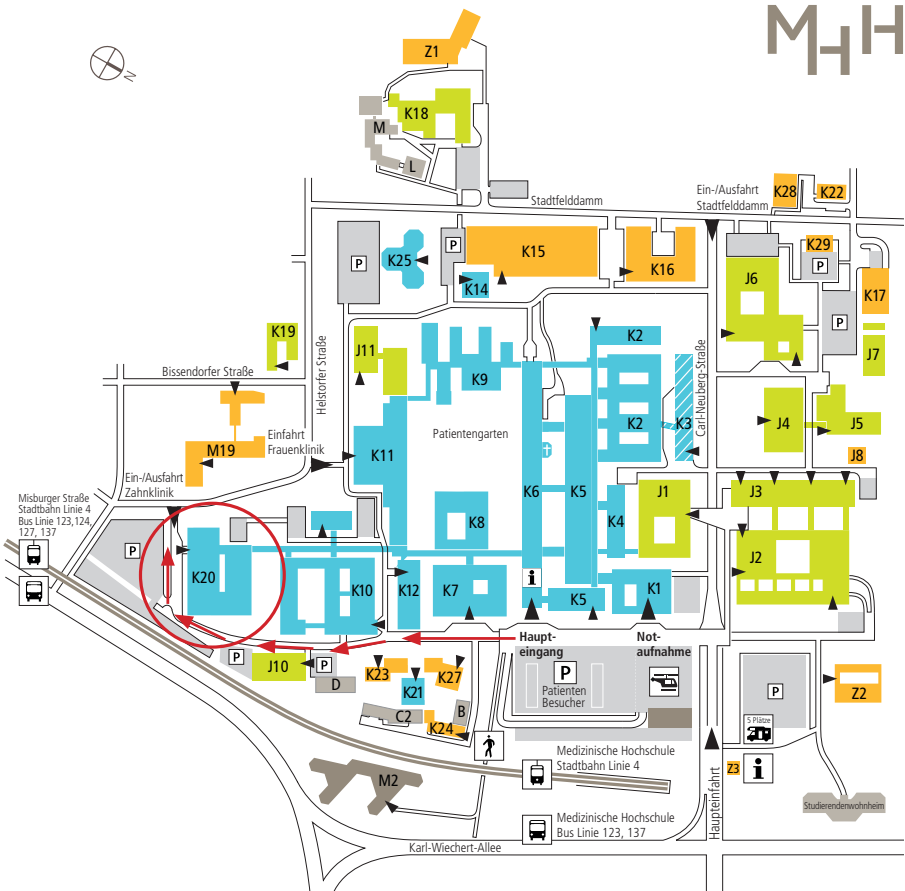 MHH
N
Z1
K18
M
L
Stadtfelddamm
Ein-/Ausfahrt
Stadtfelddamm
K28
K22
K29
P
K25
P
K14
K15
K16
J6
P
K17
P
K19
J11
Helstorfer Straße
K9
K2
Carl-Neuberg-Straße
J7
Bissendorfer Straße
Patientengarten
K2
K3
J4
J5
M19
Einfahrt
Frauenklinik
K11
K6
K5
J8
Ein-/Ausfahrt
Zahnklinik
Misburger Straße
Stadtbahn Linie 4
Bus Linie 123,124,
127, 137
P
K20
K8
K4
J1
J3
J2
K10
K12
K7
i
K5
K1
Haupt-
eingang
Not-
aufnahme
P
J10
P
D
K23
K21
K27
C2
B
K24
P
Patienten
Besucher
P
5 Plätze
Z2
Z3
i
Medizinische Hochschule
Stadtbahn Linie 4
M2
Haupteinfahrt
Studierendenwohnheim
Medizinische Hochschule
Bus Linie 123, 137
Karl-Wiechert-Allee